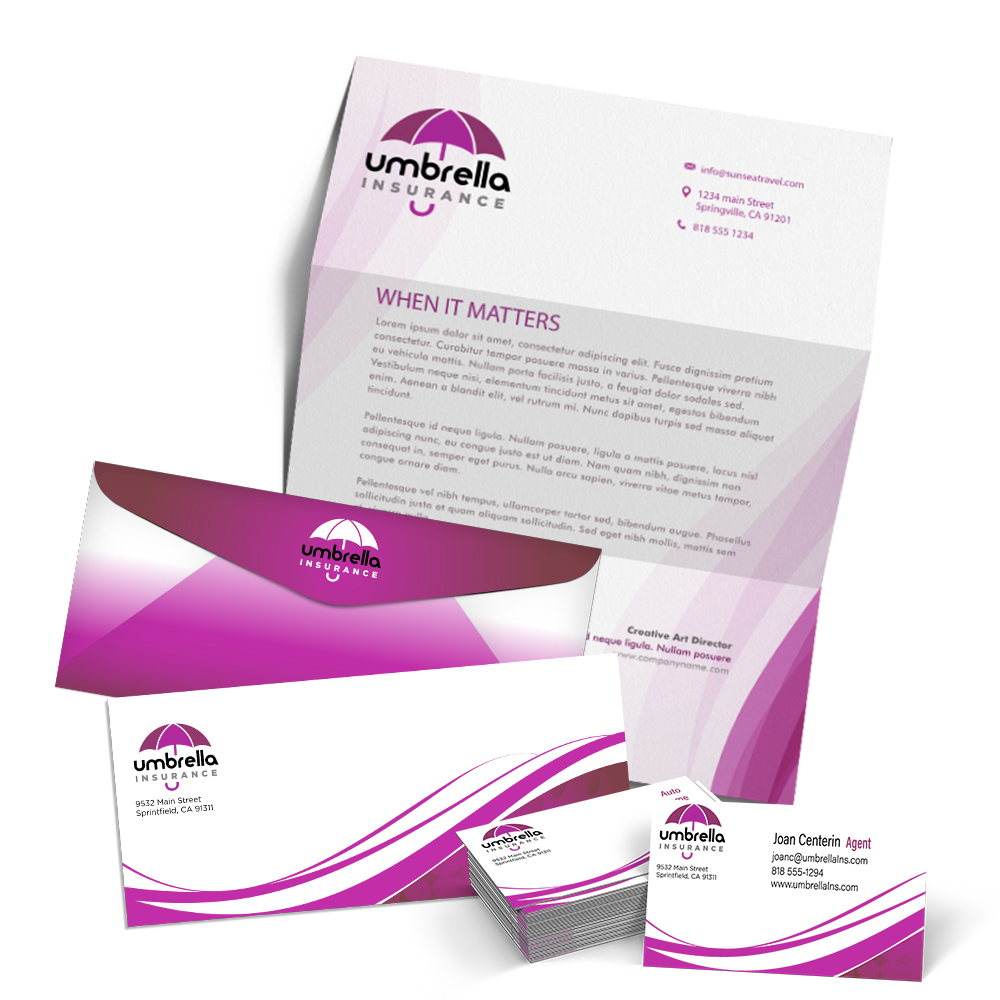 umbrella
INSURANCE
info@sunseatravel.com
1234 main Street
Springville, CA 91201
818 555 1234
WHEN IT MATTERS
Lorem ipsum dolor sit amet, consectetur adipiscing elit. Fusce dignissim pretium
consectetur. Curabitur tempor posuere massa in varius. Pellentesque viverra nibh
eu vehicula mattis. Nullam porta facilisis justo, a feugiat dolor sodales sed.
Vestibulum neque nisi, elementum tincidunt metus sit amet, egestas bibendum
enim. Aenean a blandit elit, vel rutrum mi. Nunc dapibus turpis sed massa aliquet
tincidunt.
Pellentesque id neque ligula. Nullam posuere, ligula a mattis posuere, lacus nisl
adipiscing nunc, eu congue justo est ut diam. Nam quam nibh, dignissim non
consequat in, semper eget purus. Nulla arcu sapien, viverra vitae metus tempor,
congue ornare diam.
Pellentesque vel nibh tempus, ullamcorper tortor sed, bibendum augue. Phasellus
sollicitudin justo et quam aliquam sollicitudin. Sed eget nibh mollis, mattis sem
Creative Art Director
d neque ligula. Nullam posuere
www.companyname.com
umbrella
INSURANCE
umbrella
INSURANCE
9532 Main Street
Sprintfield, CA 91311
umbrella
INSURANCE
9532 Main Street
Sprintfield, CA 91311
Auto
me
umbrella
INSURANCE
9532 Main Street
Sprintfield, CA 91311
Joan Centerin Agent
joanc@umbrellaIns.com
818 555-1294
www.umbrellaIns.com